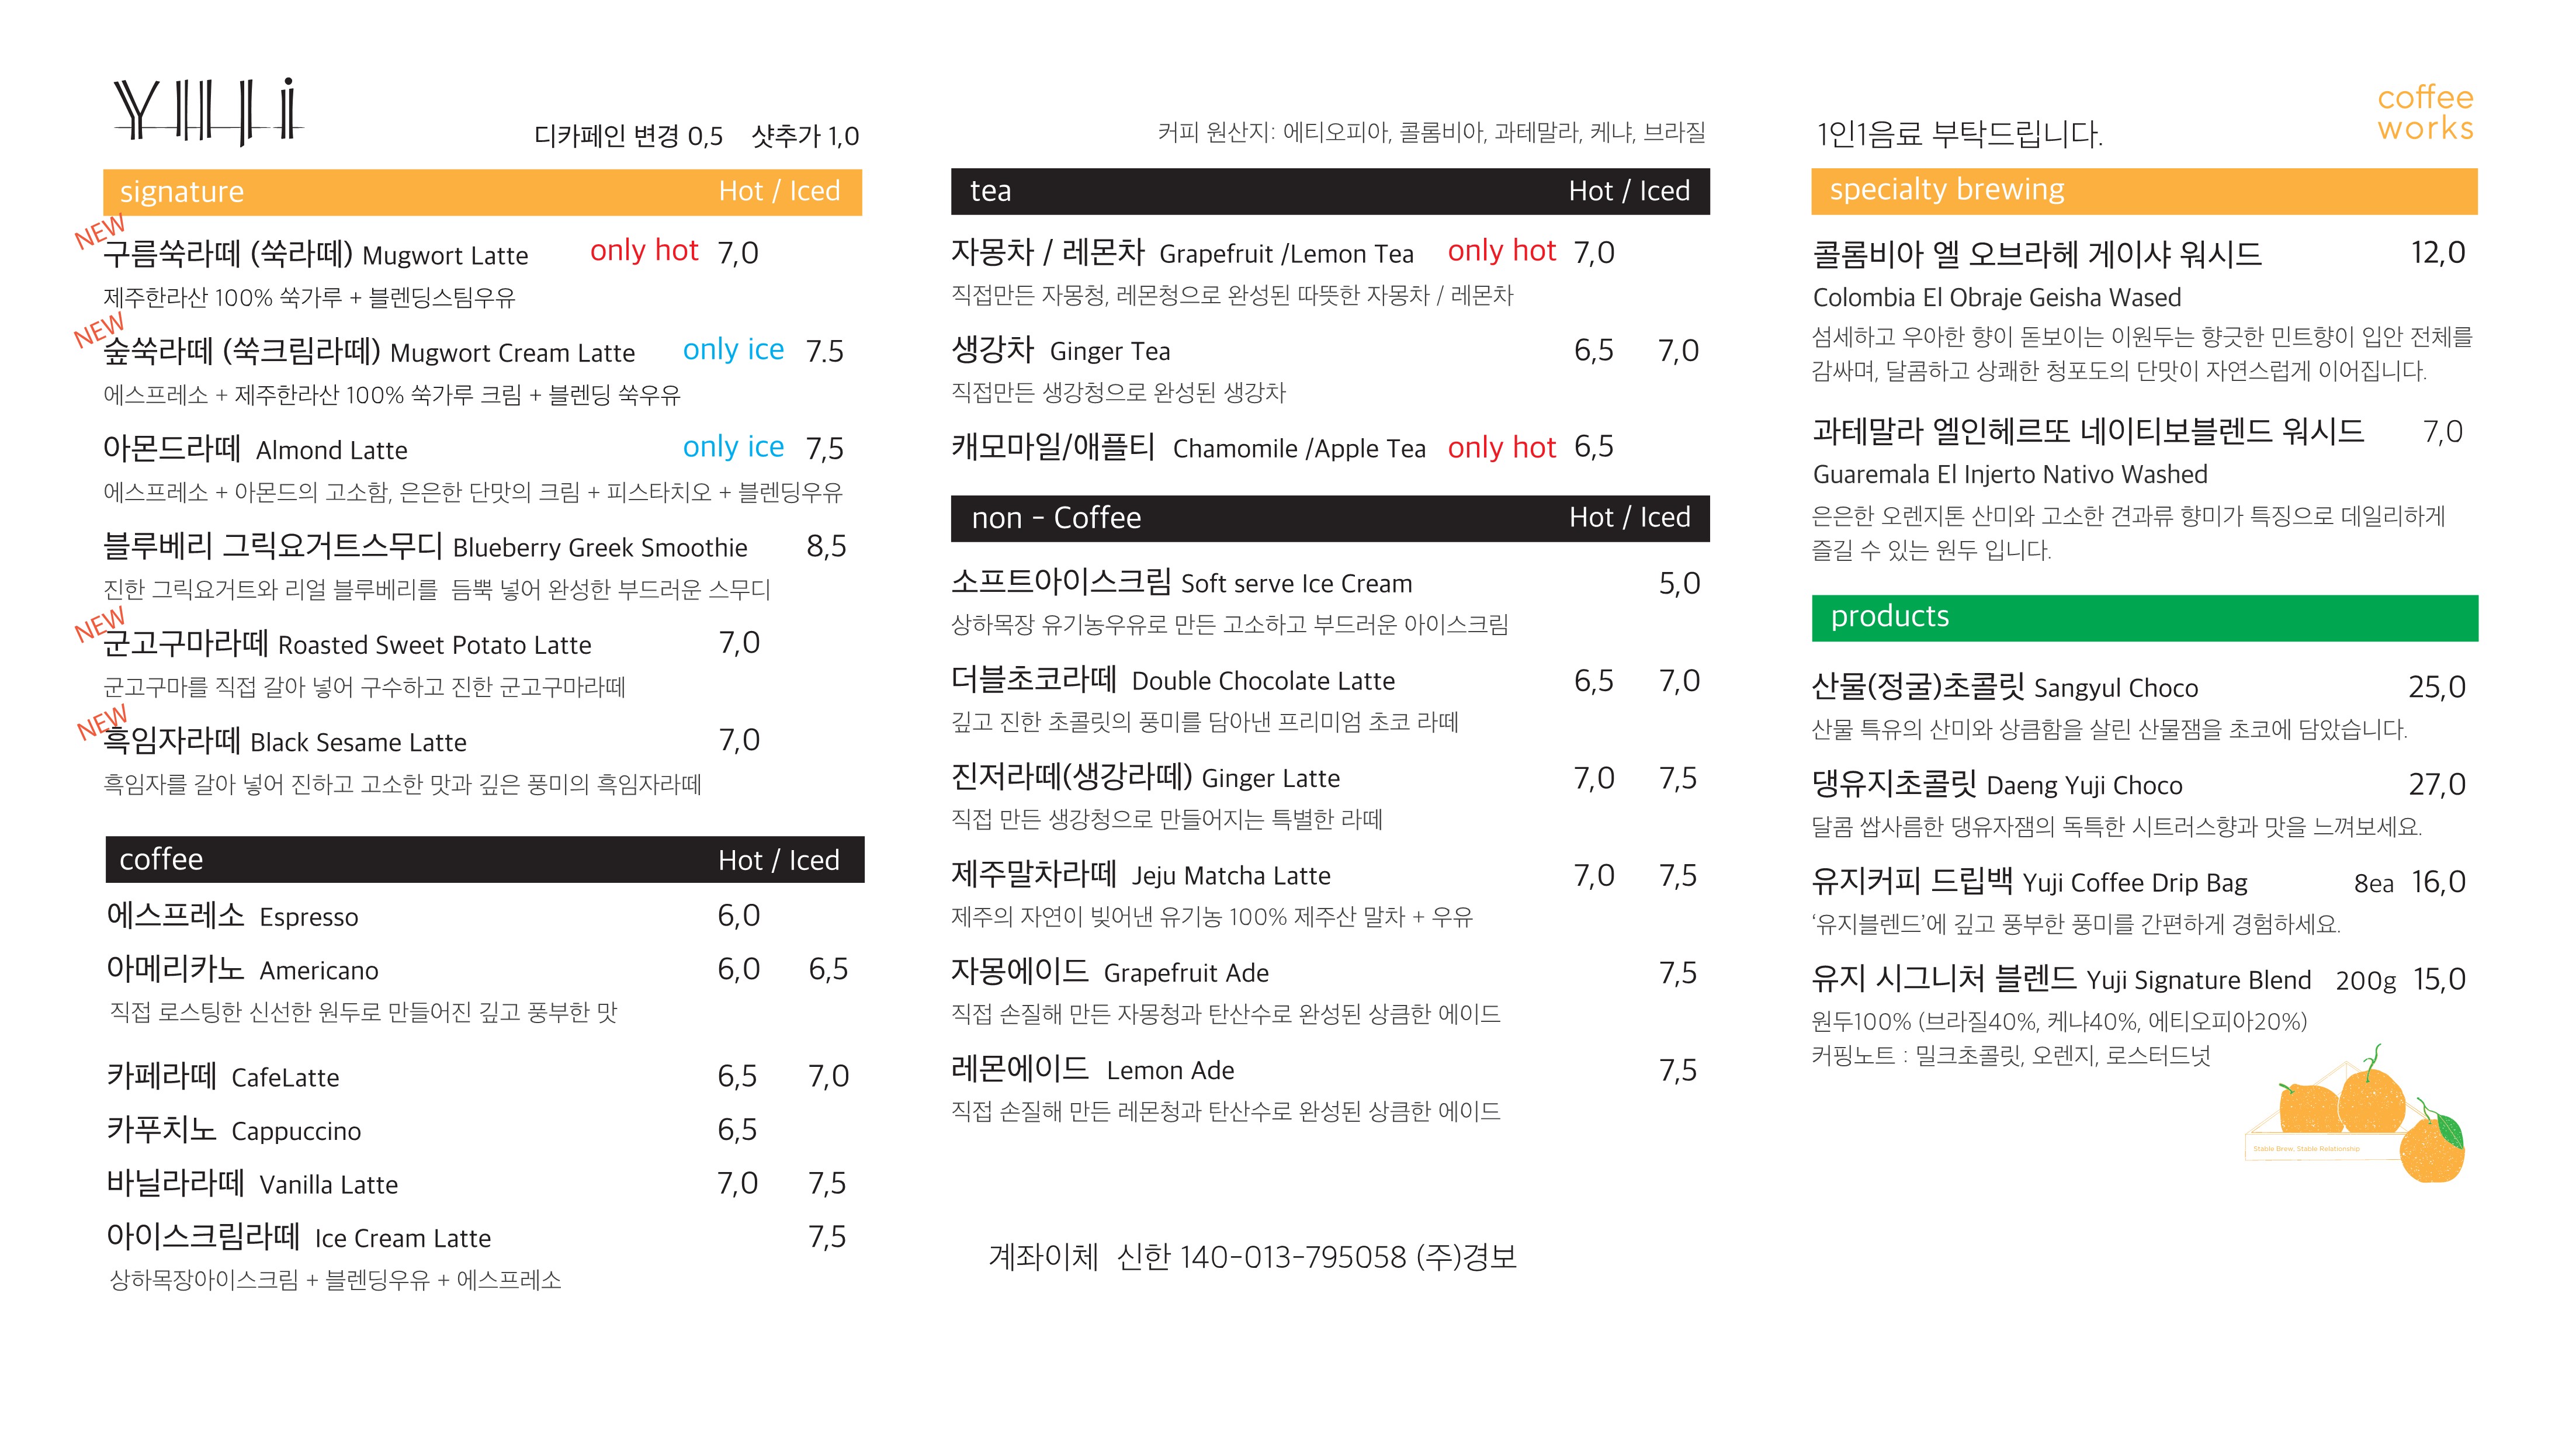 YUJi
디카페인 변경 0,5 샷추가 1,0
signature Hot / Iced
NEW
구름쑥라떼 (쑥라떼) Mugwort Latte only hot 7,0
제주한라산 100% 쑥가루 + 블렌딩스팀우유
NEW
숲쑥라떼 (쑥크림라떼) Mugwort Cream Latte only ice 7.5
에스프레소 + 제주한라산 100% 쑥가루 크림 + 블렌딩 쑥우유
아몬드라떼 Almond Latte only ice 7,5
에스프레소 + 아몬드의 고소함, 은은한 단맛의 크림 + 피스타치오 + 블렌딩우유
블루베리 그릭요거트스무디 Blueberry Greek Smoothie 8,5
진한 그릭요거트와 리얼 블루베리를 듬뿍 넣어 완성한 부드러운 스무디
NEW
군고구마라떼 Roasted Sweet Potato Latte 7,0
군고구마를 직접 갈아 넣어 구수하고 진한 군고구마라떼
NEW
흑임자라떼 Black Sesame Latte 7,0
흑임자를 갈아 넣어 진하고 고소한 맛과 깊은 풍미의 흑임자라떼
coffee Hot / Iced
에스프레소 Espresso 6,0
아메리카노 Americano 6,0 6,5
직접 로스팅한 신선한 원두로 만들어진 깊고 풍부한 맛
카페라떼 CafeLatte 6,5 7,0
카푸치노 Cappuccino 6,5
바닐라라떼 Vanilla Latte 7,0 7,5
아이스크림라떼 Ice Cream Latte 7,5
상하목장아이스크림 + 블렌딩우유 + 에스프레소
커피 원산지: 에티오피아, 콜롬비아, 과테말라, 케냐, 브라질
tea Hot / Iced
자몽차 / 레몬차 Grapefruit /Lemon Tea only hot 7,0
직접만든 자몽청, 레몬청으로 완성된 따뜻한 자몽차 / 레몬차
생강차 Ginger Tea 6,5 7,0
직접만든 생강청으로 완성된 생강차
캐모마일/애플티 Chamomile /Apple Tea only hot 6,5
non - Coffee Hot / Iced
소프트아이스크림 Soft serve Ice Cream 5,0
상하목장 유기농우유로 만든 고소하고 부드러운 아이스크림
더블초코라떼 Double Chocolate Latte 6,5 7,0
깊고 진한 초콜릿의 풍미를 담아낸 프리미엄 초코 라떼
진저라떼(생강라떼) Ginger Latte 7,0 7,5
직접 만든 생강청으로 만들어지는 특별한 라떼
제주말차라떼 Jeju Matcha Latte 7,0 7,5
제주의 자연이 빚어낸 유기농 100% 제주산 말차 + 우유
자몽에이드 Grapefruit Ade 7,5
직접 손질해 만든 자몽청과 탄산수로 완성된 상큼한 에이드
레몬에이드 Lemon Ade 7,5
직접 손질해 만든 레몬청과 탄산수로 완성된 상큼한 에이드
계좌이체 신한 140-013-795058 (주)경보
1인1음료 부탁드립니다.
coffee
works
specialty brewing
콜롬비아 엘 오브라헤 게이샤 워시드 12,0
Colombia El Obraje Geisha Wased
섬세하고 우아한 향이 돋보이는 이원두는 향긋한 민트향이 입안 전체를
감싸며, 달콤하고 상쾌한 청포도의 단맛이 자연스럽게 이어집니다.
과테말라 엘인헤르또 네이티보블렌드 워시드 7,0
Guaremala El Injerto Nativo Washed
은은한 오렌지톤 산미와 고소한 견과류 향미가 특징으로 데일리하게
즐길 수 있는 원두 입니다.
products
산물(정굴)초콜릿 Sangyul Choco 25,0
산물 특유의 산미와 상큼함을 살린 산물잼을 초코에 담았습니다.
댕유지초콜릿 Daeng Yuji Choco 27,0
달콤 쌉사름한 댕유자잼의 독특한 시트러스향과 맛을 느껴보세요.
유지커피 드립백 Yuji Coffee Drip Bag 8ea 16,0
‘유지블렌드’에 깊고 풍부한 풍미를 간편하게 경험하세요.
유지 시그니처 블렌드 Yuji Signature Blend 200g 15,0
원두100% (브라질40%, 케냐40%, 에티오피아20%)
커핑노트 : 밀크초콜릿, 오렌지, 로스터드넛
Stable Brew, Stable Relationship